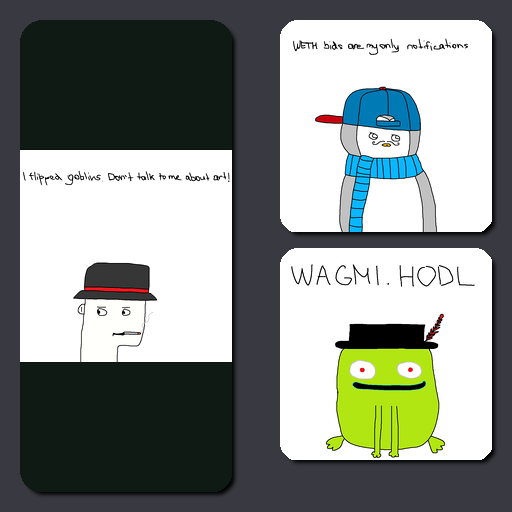 I flipped goblins. Don't talk to me about art!
WETH bids are my only notifications
WAGMI. HODL